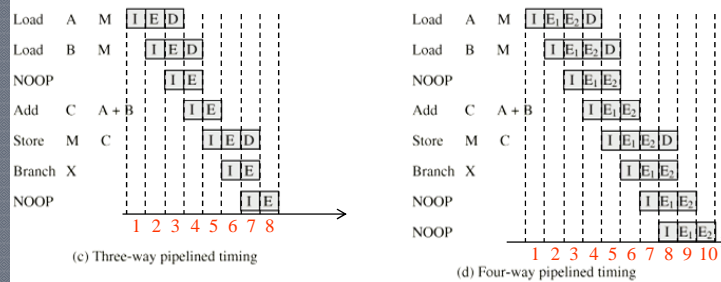 Load A M I E D
Load B M I E D
NOOP I E
Add C A + B I E
Store M C I E D
Branch X I E
NOOP I E
1 2 3 4 5 6 7 8
(c) Three-way pipelined timing
Load A M I E₁ E₂ D
Load B M I E₁ E₂ D
NOOP I E₁ E₂
Add C A + B I E₁ E₂
Store M C I E₁ E₂ D
Branch X I E₁ E₂
NOOP I E₁ E₂
NOOP I E₁ E₂
1 2 3 4 5 6 7 8 9 10
(d) Four-way pipelined timing